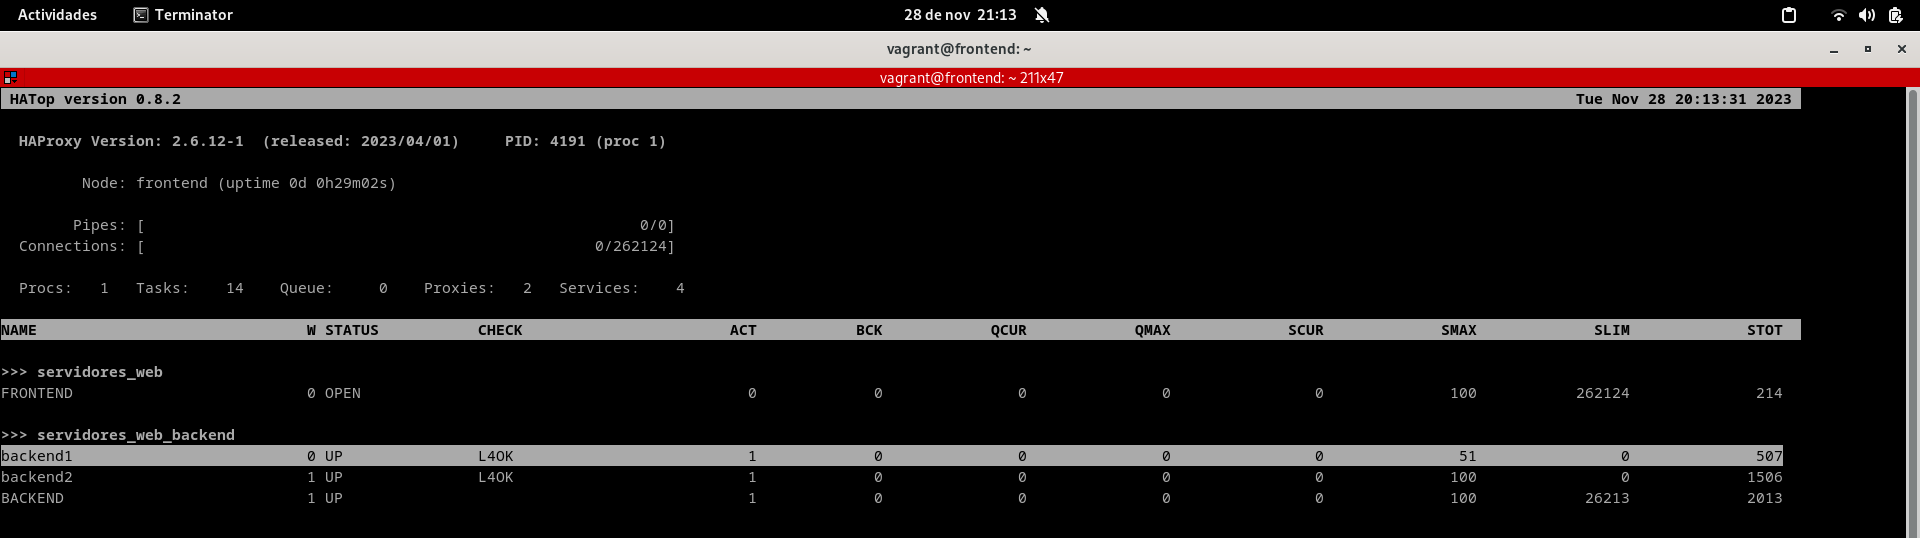 Actividades Terminator 28 de nov 21:13
vagrant@frontend: ~
vagrant@frontend: ~ 211x47
HATop version 0.8.2 Tue Nov 28 20:13:31 2023
HAProxy Version: 2.6.12-1 (released: 2023/04/01) PID: 4191 (proc 1)
Node: frontend (uptime 0d 0h29m02s)
Pipes: [ 0/0]
Connections: [ 0/262124]
Procs: 1 Tasks: 14 Queue: 0 Proxies: 2 Services: 4
NAME W STATUS CHECK ACT BCK QCUR QMAX SCUR SMAX SLIM STOT
>>> servidores_web
FRONTEND 0 OPEN 0 0 0 0 0 100 262124 214
>>> servidores_web_backend
backend1 0 UP L4OK 1 0 0 0 0 51 0 507
backend2 1 UP L4OK 1 0 0 0 0 100 0 1506
BACKEND 1 UP 1 0 0 0 0 100 26213 2013